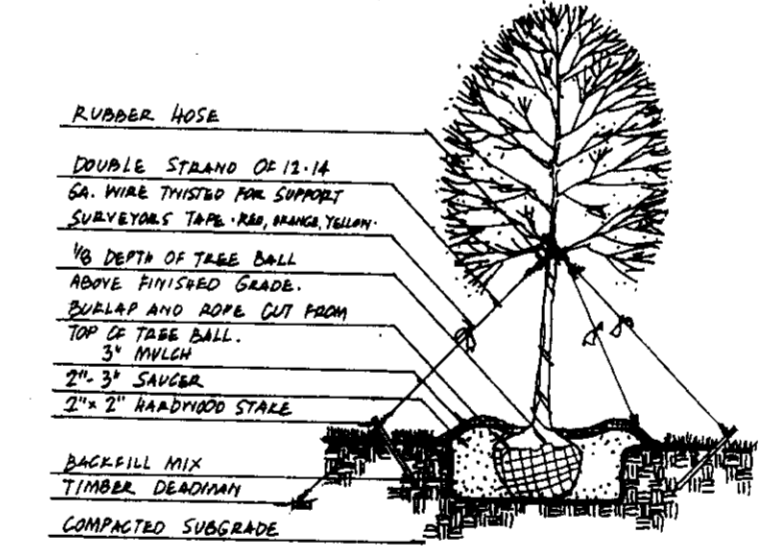 RUBBER HOSE
DOUBLE STRAND OF 12-14
GA. WIRE TWISTED FOR SUPPORT
SURVEYORS TAPE - RED, ORANGE, YELLOW.
1/8 DEPTH OF TREE BALL
ABOVE FINISHED GRADE.
BURLAP AND ROPE CUT FROM
TOP OF TREE BALL.
3" MULCH
2"-3" SAUCER
2"x 2" HARDWOOD STAKE
BACKFILL MIX
TIMBER DEADMAN
COMPACTED SUBGRADE